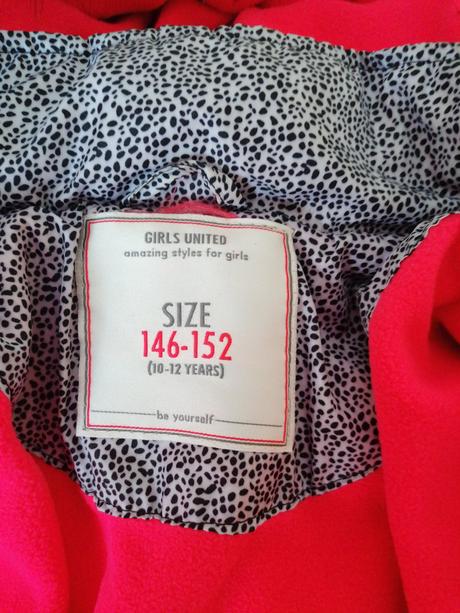 GIRLS UNITED
amazing styles for girls
SIZE
146-152
(10-12 YEARS)
be yourself